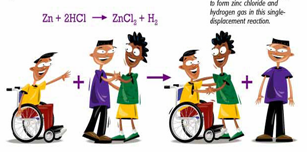 to form zinc chloride and
hydrogen gas in this single-
displacement reaction.
Zn + 2HCl → ZnCl₂ + H₂
+ → +